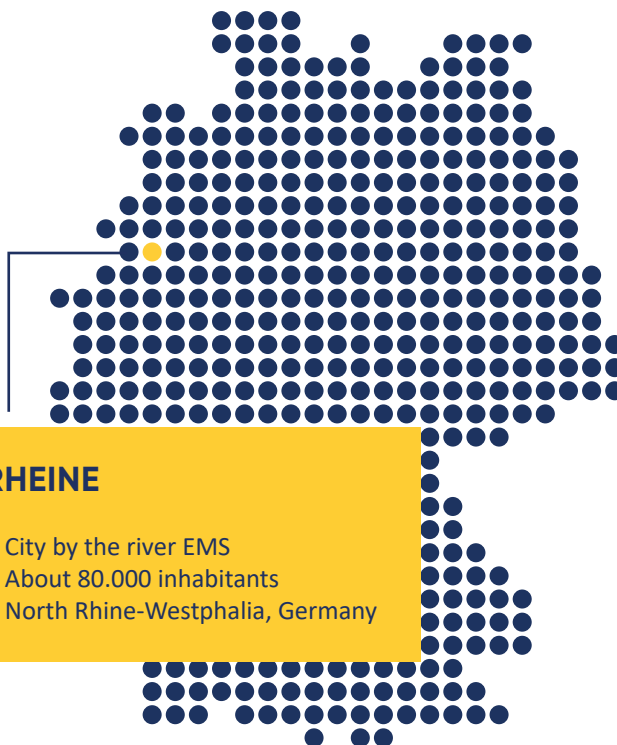 RHEINE
City by the river EMS
About 80.000 inhabitants
North Rhine-Westphalia, Germany